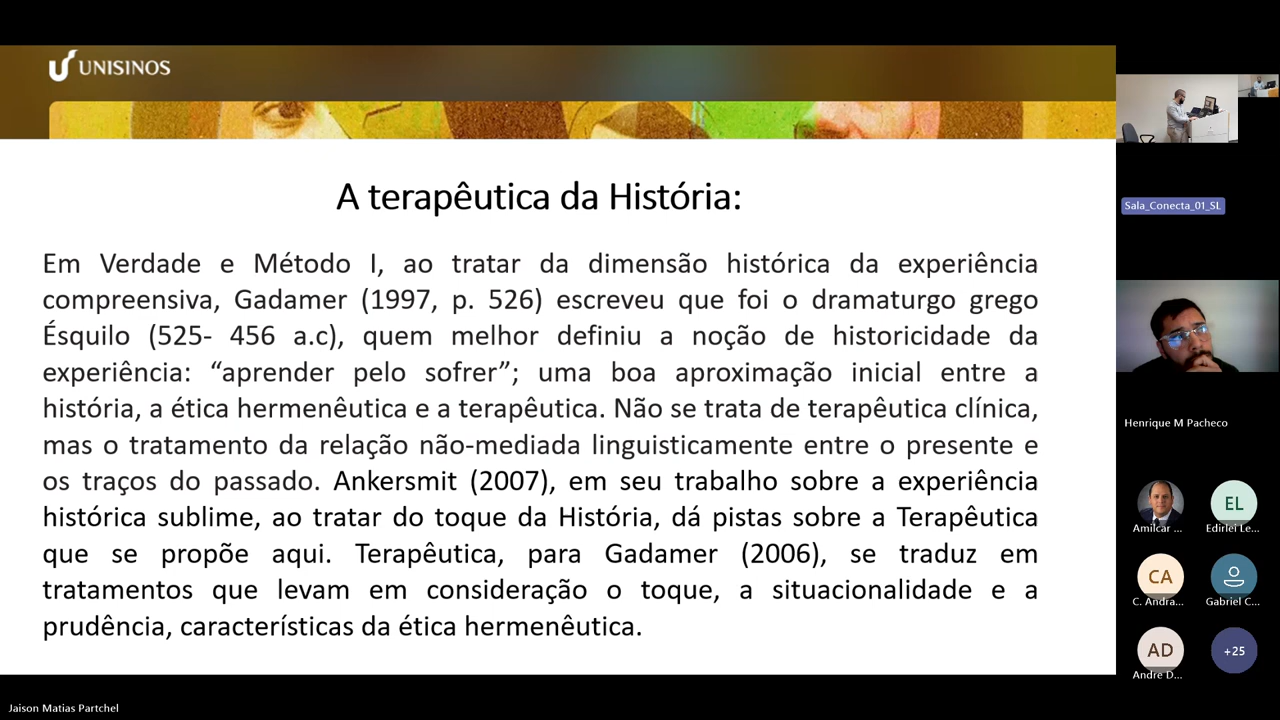 UNISINOS
A terapêutica da História:
Em Verdade e Método I, ao tratar da dimensão histórica da experiência
compreensiva, Gadamer (1997, p. 526) escreveu que foi o dramaturgo grego
Ésquilo (525- 456 a.c), quem melhor definiu a noção de historicidade da
experiência: “aprender pelo sofrer”; uma boa aproximação inicial entre a
história, a ética hermenêutica e a terapêutica. Não se trata de terapêutica clínica,
mas o tratamento da relação não-mediada linguisticamente entre o presente e
os traços do passado. Ankersmit (2007), em seu trabalho sobre a experiência
histórica sublime, ao tratar do toque da História, dá pistas sobre a Terapêutica
que se propõe aqui. Terapêutica, para Gadamer (2006), se traduz em
tratamentos que levam em consideração o toque, a situacionalidade e a
prudência, características da ética hermenêutica.
Sala_Conecta_01_SL
Henrique M Pacheco
Amilcar ...
EL
Edirlei Le...
CA
C. Andra...
Gabriel C...
AD
Andre D...
+25
Jaison Matias Partchel